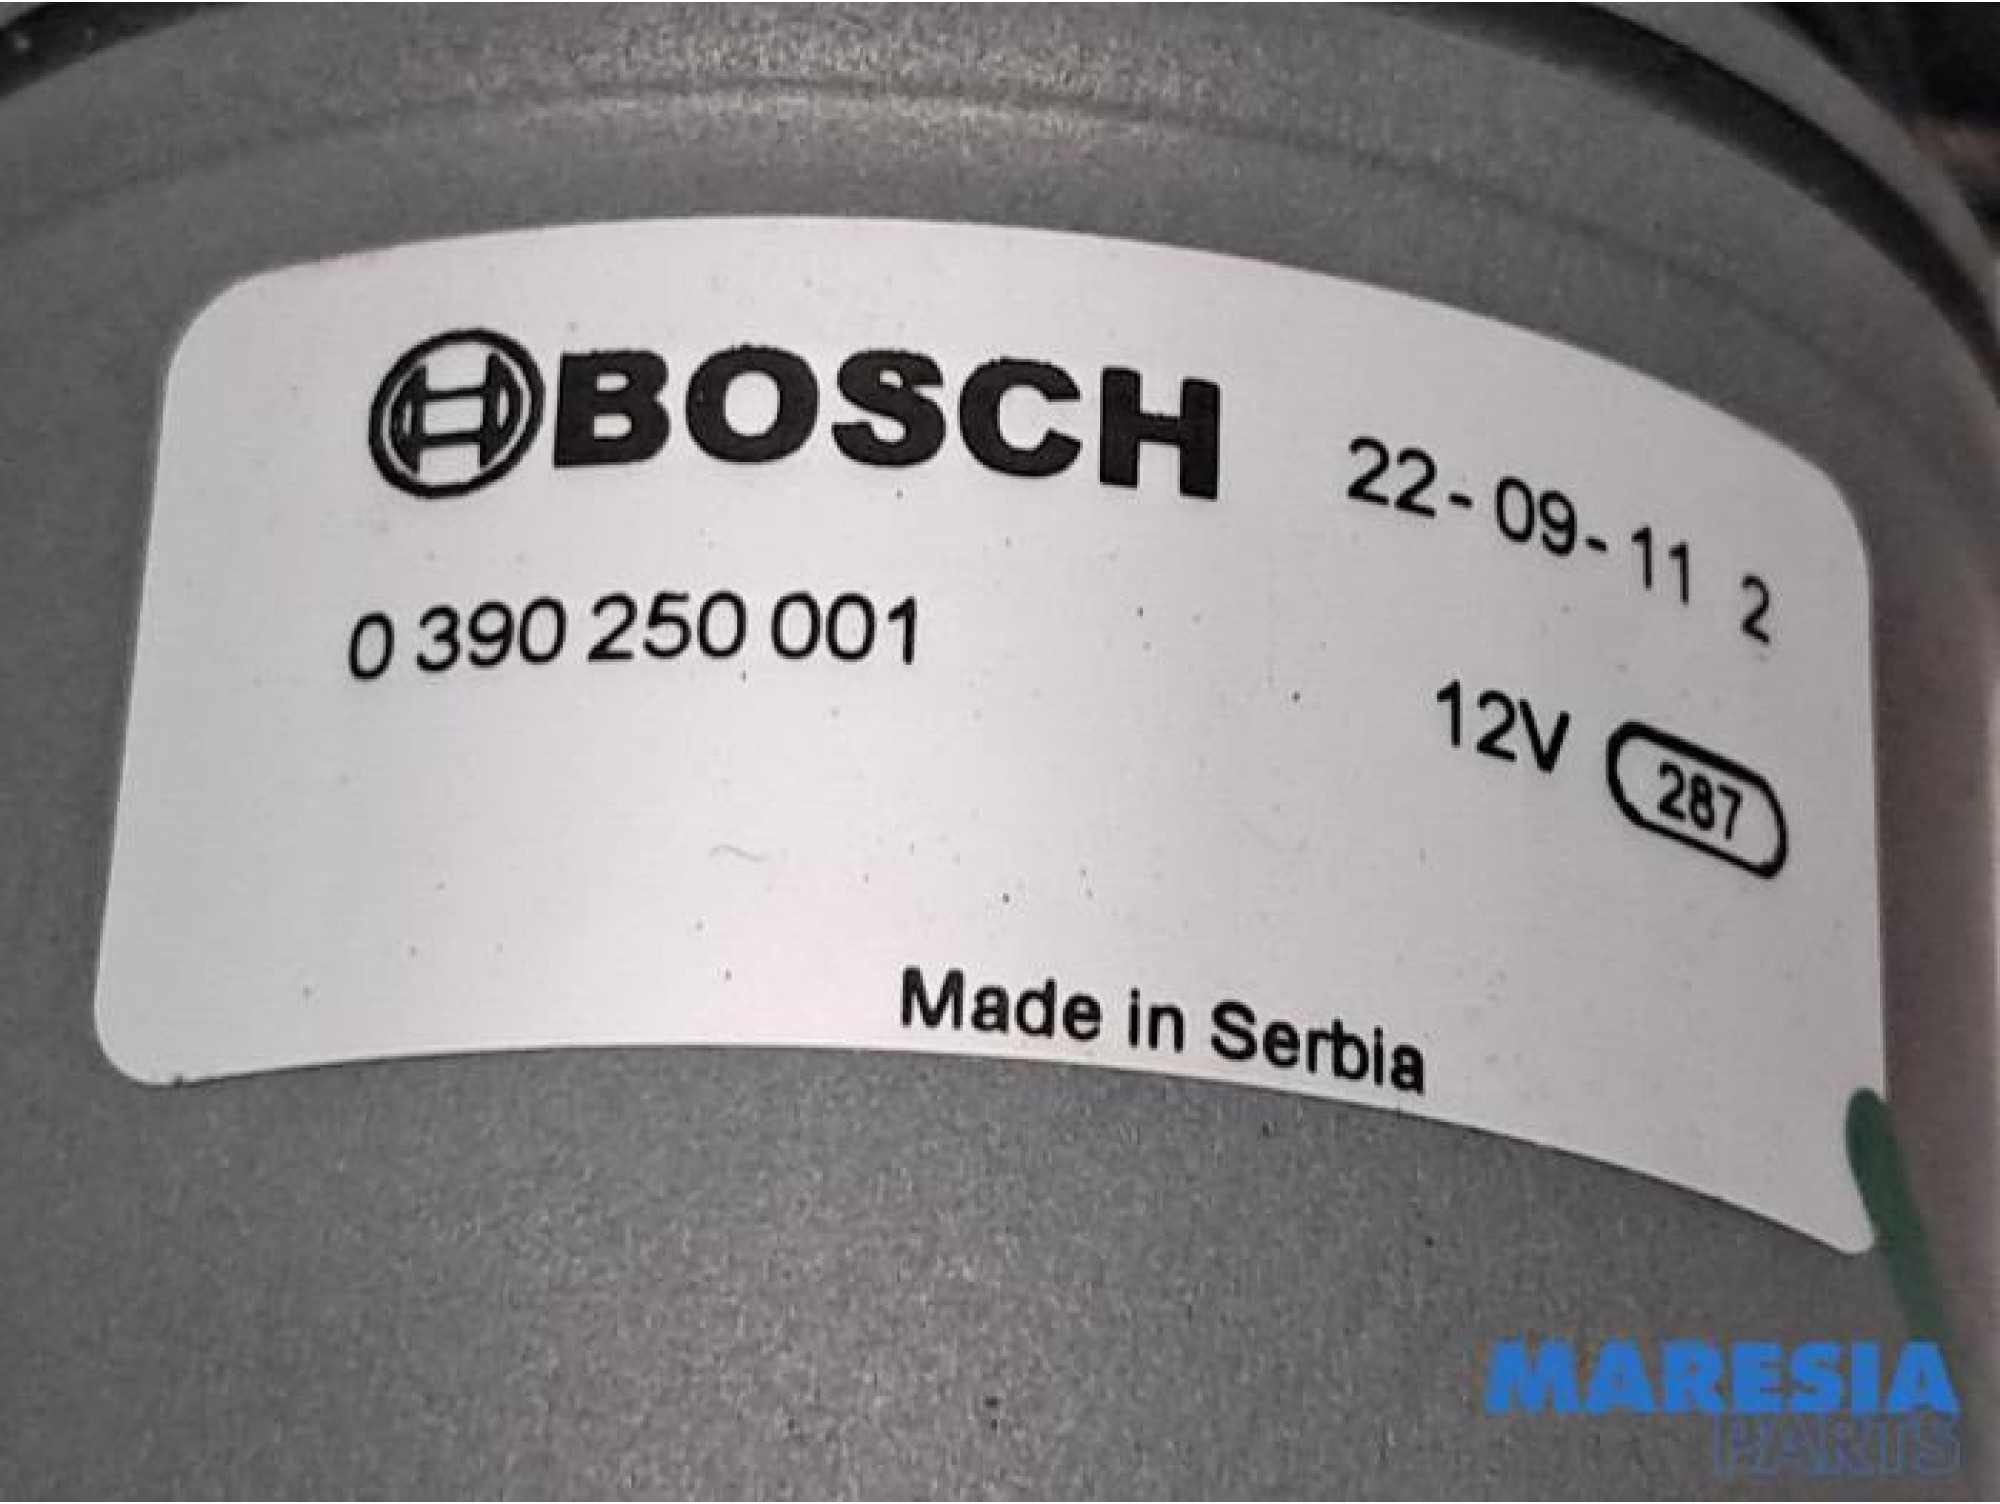 BOSCH 22-09-11 2
0 390 250 001
12V 287
Made in Serbia
MARESIA
PARTS